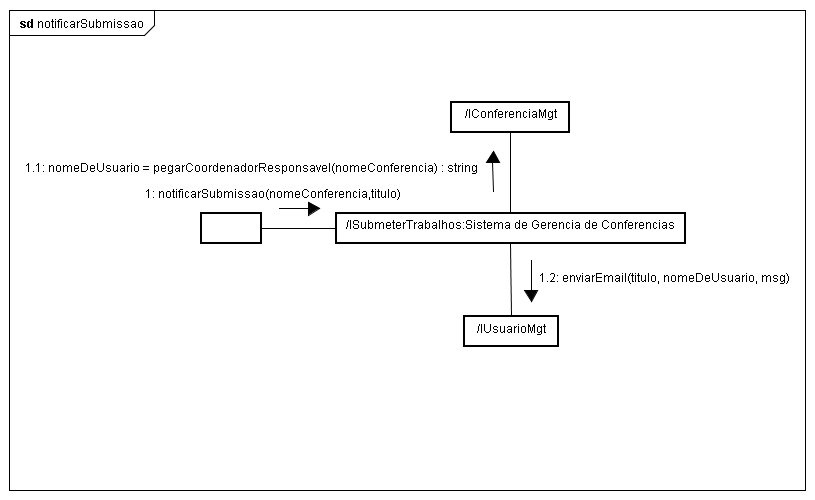 sd notificarSubmissao
/IConferenciaMgt
1.1: nomeDeUsuario = pegarCoordenadorResponsavel(nomeConferencia) : string
1: notificarSubmissao(nomeConferencia,titulo)
/ISubmeterTrabalhos:Sistema de Gerencia de Conferencias
1.2: enviarEmail(titulo, nomeDeUsuario, msg)
/IUsuarioMgt